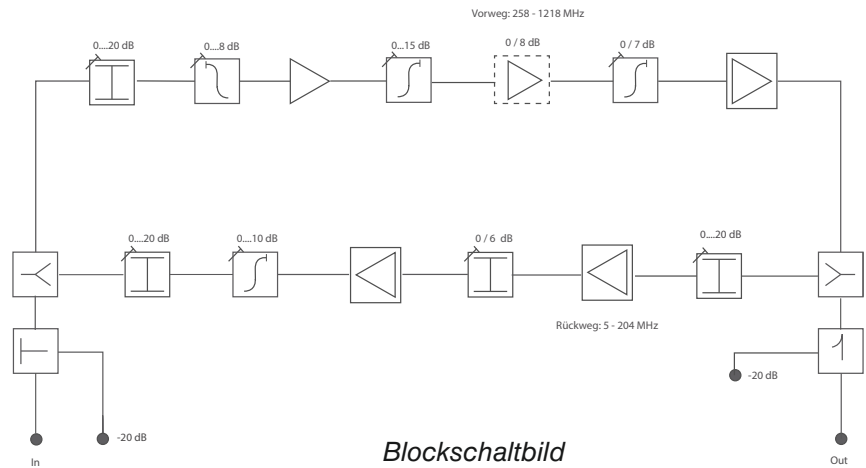 Vorweg: 258 - 1218 MHz
0....20 dB
0....8 dB
0...15 dB
0 / 8 dB
0 / 7 dB
0....20 dB
0....10 dB
0 / 6 dB
0....20 dB
Rückweg: 5 - 204 MHz
-20 dB
-20 dB
Blockschaltbild
In
Out